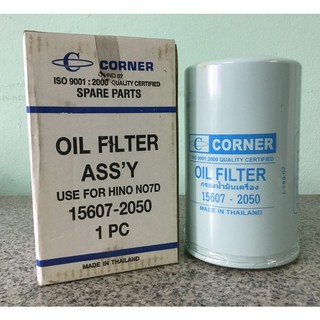 C CORNER
ISO 9001 : 2000 QUALITY CERTIFIED
SPARE PARTS
OIL FILTER
ASS'Y
USE FOR HINO NO7D
15607-2050
1 PC
MADE IN THAILAND
C CORNER
ISO 9001:2000 QUALITY CERTIFIED
OIL FILTER
กรองน้ำมันเครื่อง
15607 - 2050
MADE IN THAILAND